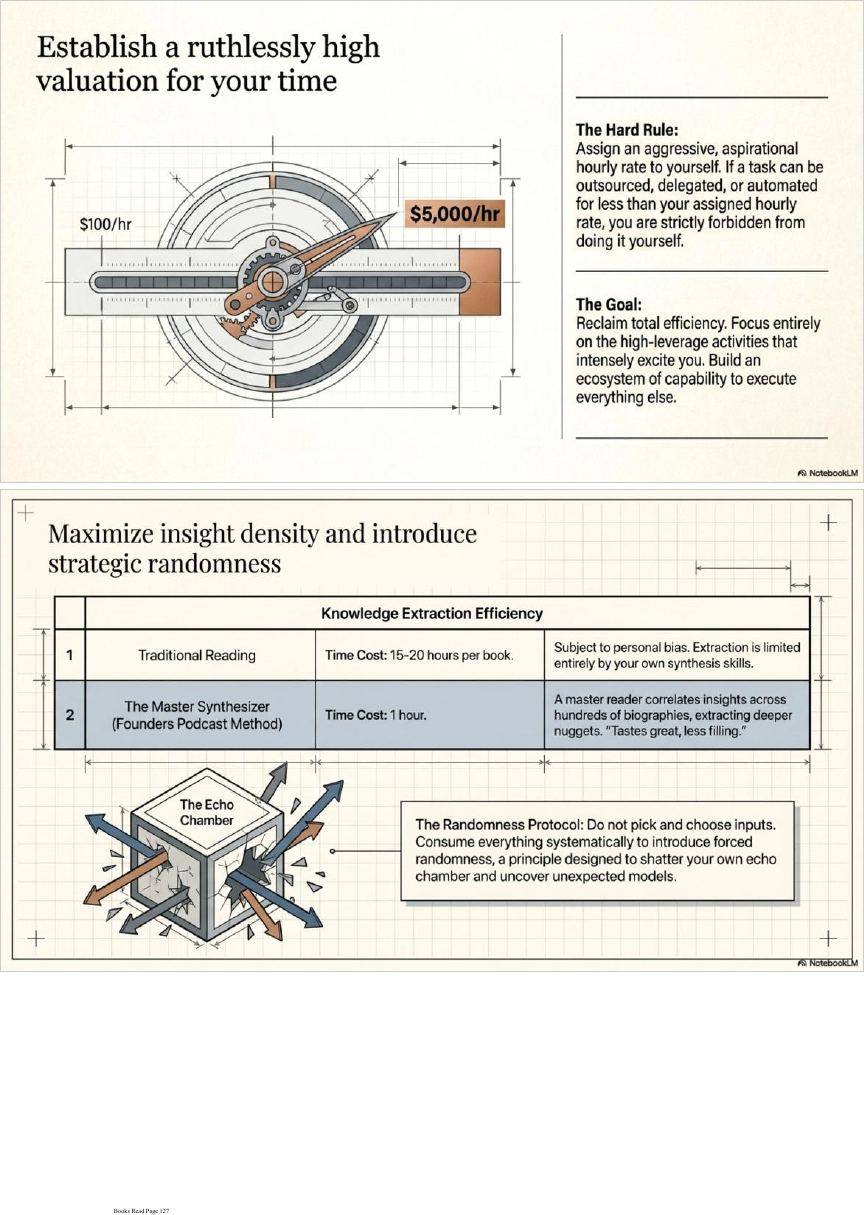 Establish a ruthlessly high
valuation for your time
$100/hr
$5,000/hr
The Hard Rule:
Assign an aggressive, aspirational
hourly rate to yourself. If a task can be
outsourced, delegated, or automated
for less than your assigned hourly
rate, you are strictly forbidden from
doing it yourself.
The Goal:
Reclaim total efficiency. Focus entirely
on the high-leverage activities that
intensely excite you. Build an
ecosystem of capability to execute
everything else.
NotebookLM
Maximize insight density and introduce
strategic randomness
Knowledge Extraction Efficiency
1
Traditional Reading
Time Cost: 15-20 hours per book.
Subject to personal bias. Extraction is limited
entirely by your own synthesis skills.
2
The Master Synthesizer
(Founders Podcast Method)
Time Cost: 1 hour.
A master reader correlates insights across
hundreds of biographies, extracting deeper
nuggets. "Tastes great, less filling."
The Echo
Chamber
The Randomness Protocol: Do not pick and choose inputs.
Consume everything systematically to introduce forced
randomness, a principle designed to shatter your own echo
chamber and uncover unexpected models.
NotebookLM
Books Read Page 127